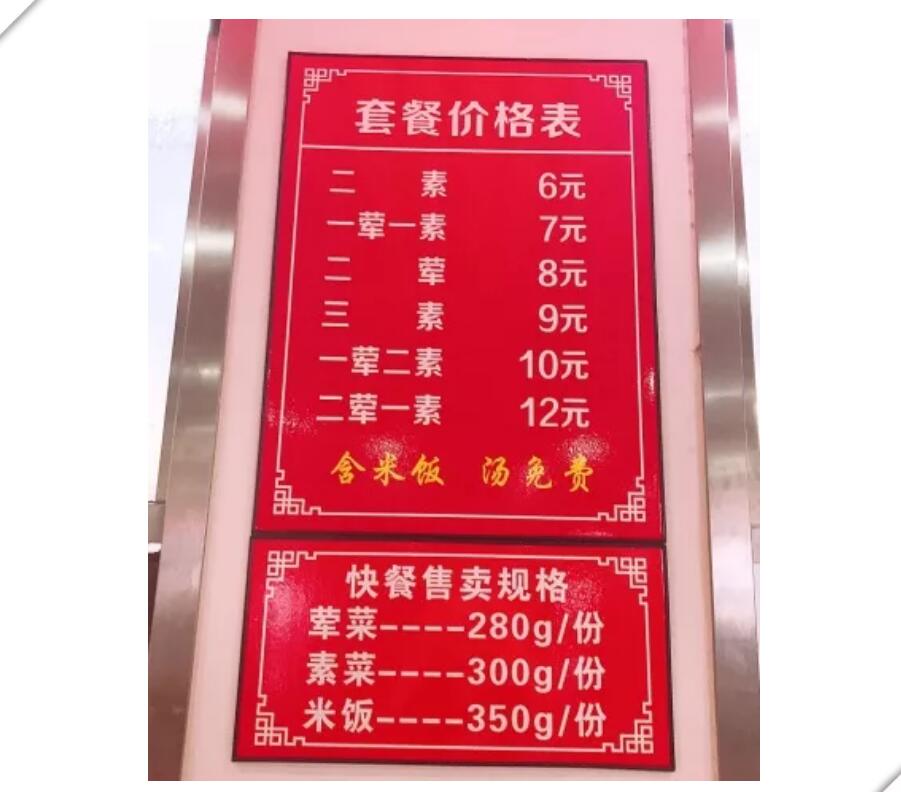 套餐价格表
二 素 6元
一荤一素 7元
二 荤 8元
三 素 9元
一荤二素 10元
二荤一素 12元
含米饭 汤免费
快餐售卖规格
荤菜----280g/份
素菜----300g/份
米饭----350g/份